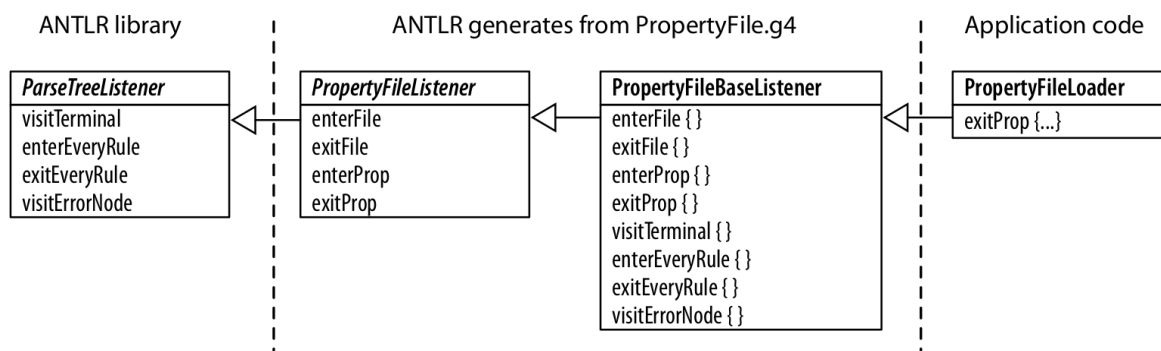 ANTLR library
ANTLR generates from PropertyFile.g4
Application code
ParseTreeListener
visitTerminal
enterEveryRule
exitEveryRule
visitErrorNode
PropertyFileListener
enterFile
exitFile
enterProp
exitProp
PropertyFileBaseListener
enterFile { }
exitFile { }
enterProp { }
exitProp { }
visitTerminal { }
enterEveryRule { }
exitEveryRule { }
visitErrorNode { }
PropertyFileLoader
exitProp {...}